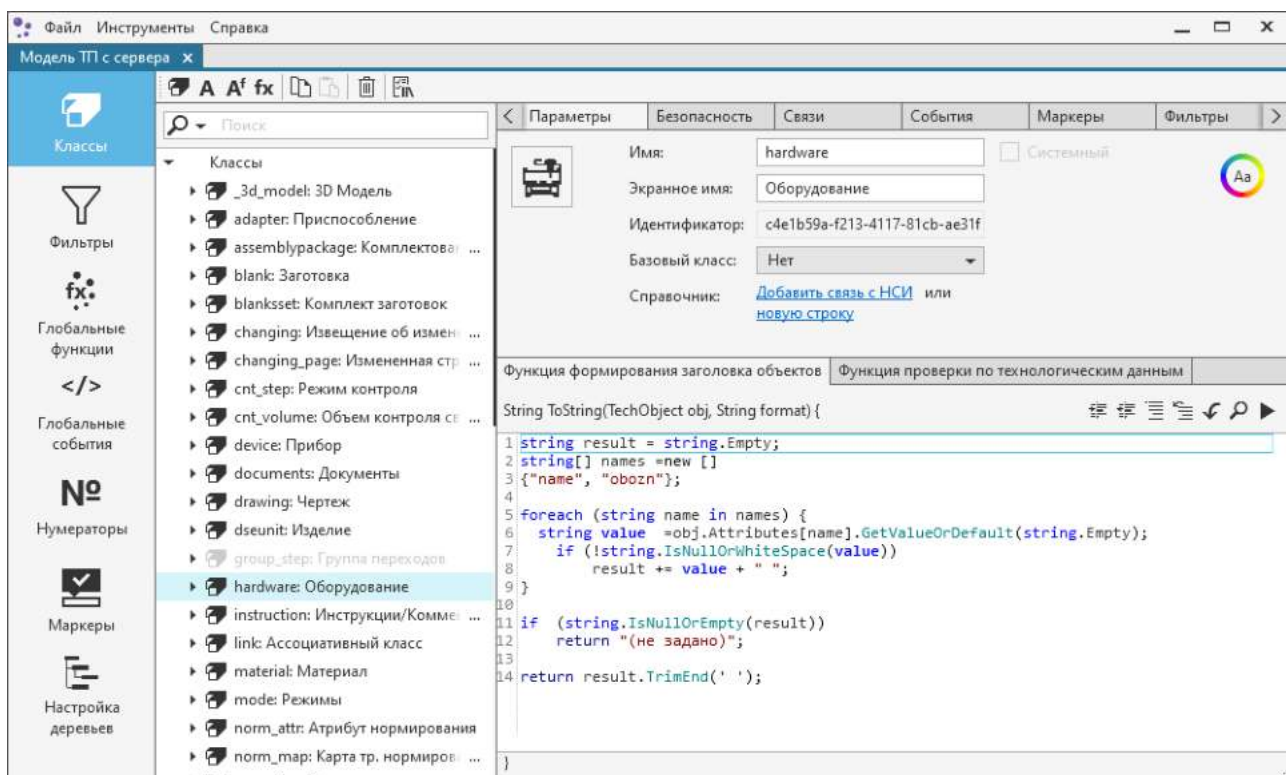 Файл Инструменты Справка
Модель ТП с сервера x
Классы
Фильтры
fx
Глобальные
функции
</>
Глобальные
события
№
Нумераторы
Маркеры
Настройка
деревьев
A Af fx
Поиск
Классы
_3d_model: 3D Модель
adapter: Приспособление
assemblypackage: Комплектова ...
blank: Заготовка
blanksset: Комплект заготовок
changing: Извещение об измен ...
changing_page: Измененная стр ...
cnt_step: Режим контроля
cnt_volume: Объем контроля се ...
device: Прибор
documents: Документы
drawing: Чертеж
dseunit: Изделие
group_step: Группа переходов
hardware: Оборудование
instruction: Инструкции/Комме ...
link: Ассоциативный класс
material: Материал
mode: Режимы
norm_attr: Атрибут нормирования
norm_map: Карта тр. нормиров ...
< Параметры Безопасность Связи События Маркеры Фильтры >
Имя: hardware Системный
Экранное имя: Оборудование
Aa
Идентификатор: c4e1b59a-f213-4117-81cb-ae31f
Базовый класс: Нет
Справочник: Добавить связь с НСИ или
новую строку
Функция формирования заголовка объектов Функция проверки по технологическим данным
String ToString(TechObject obj, String format) {
1 string result = string.Empty;
2 string[] names =new []
3 {"name", "obozn"};
4
5 foreach (string name in names) {
6 string value =obj.Attributes[name].GetValueOrDefault(string.Empty);
7 if (!string.IsNullOrWhiteSpace(value))
8 result += value + " ";
9 }
10
11 if (string.IsNullOrEmpty(result))
12 return "(не задано)";
13
14 return result.TrimEnd(' ');
}